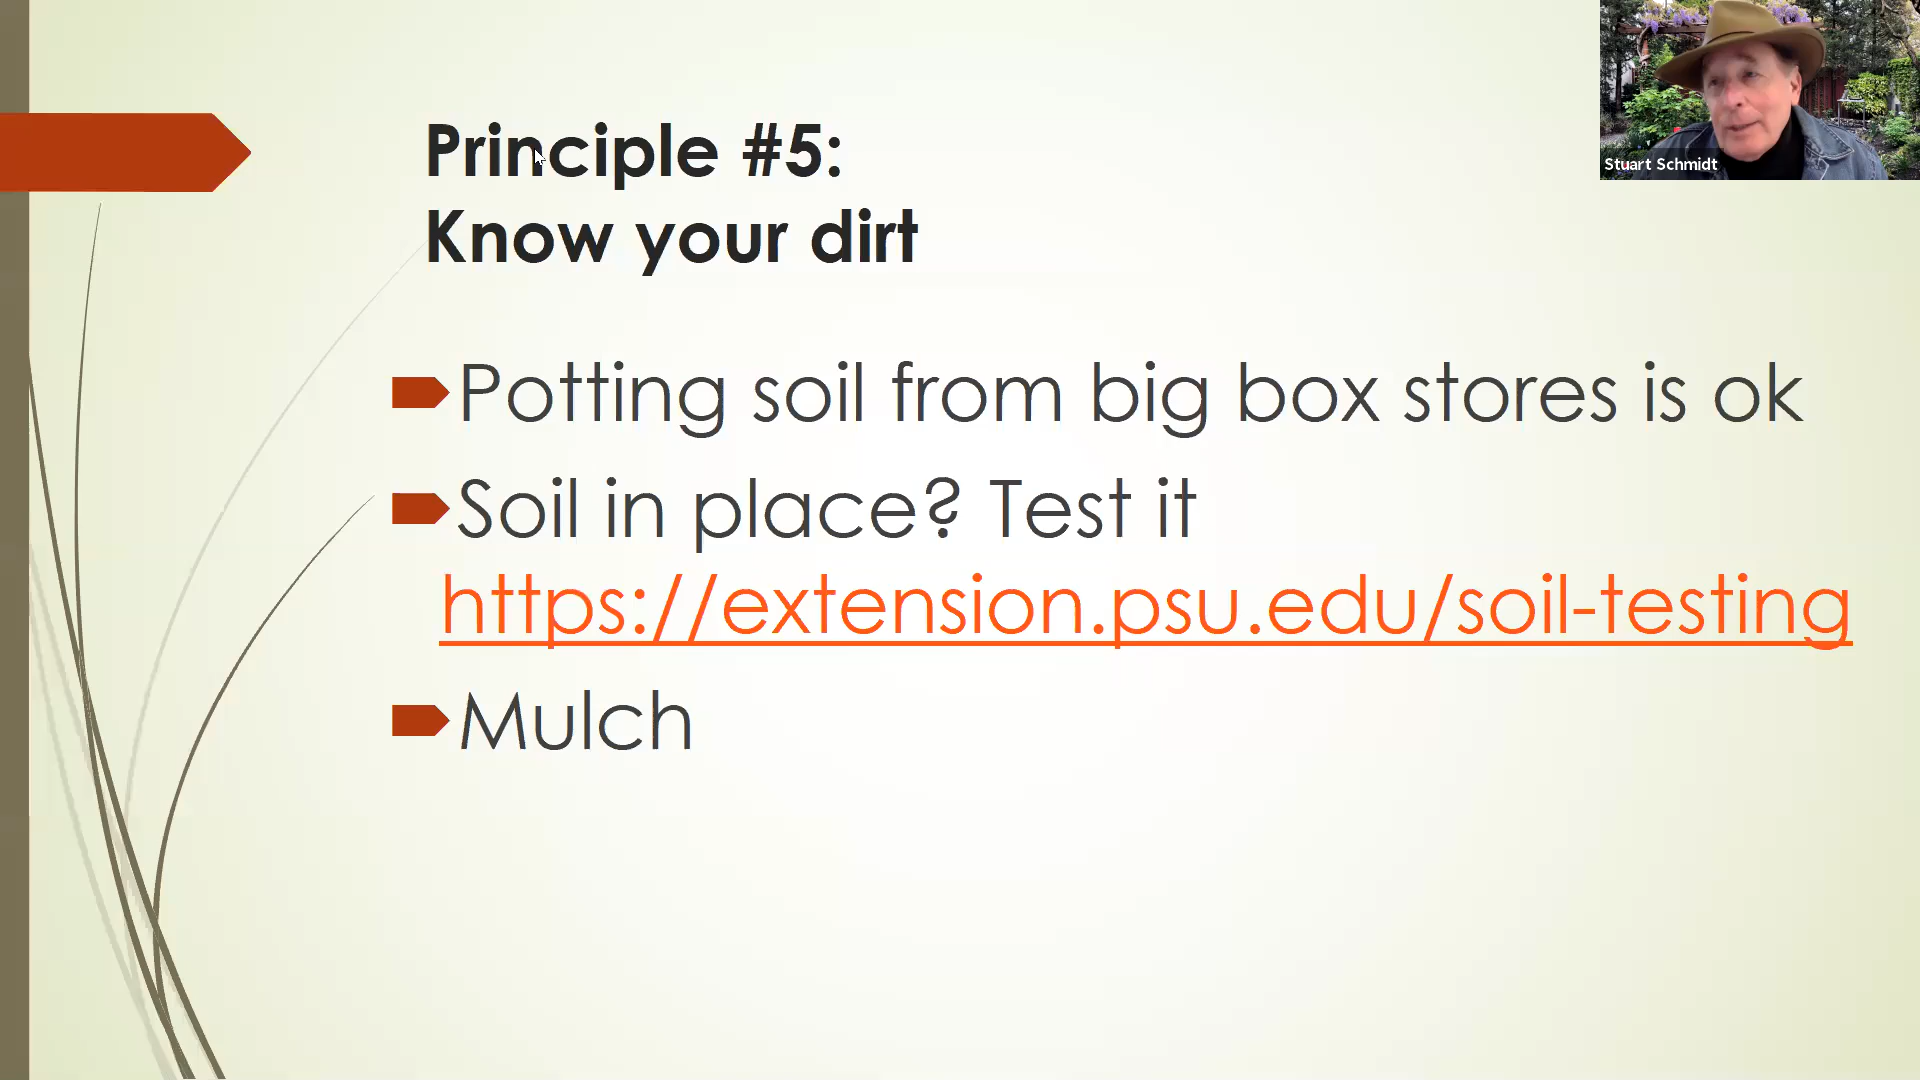 Principle #5:
Know your dirt
Potting soil from big box stores is ok
Soil in place? Test it
https://extension.psu.edu/soil-testing
Mulch
Stuart Schmidt